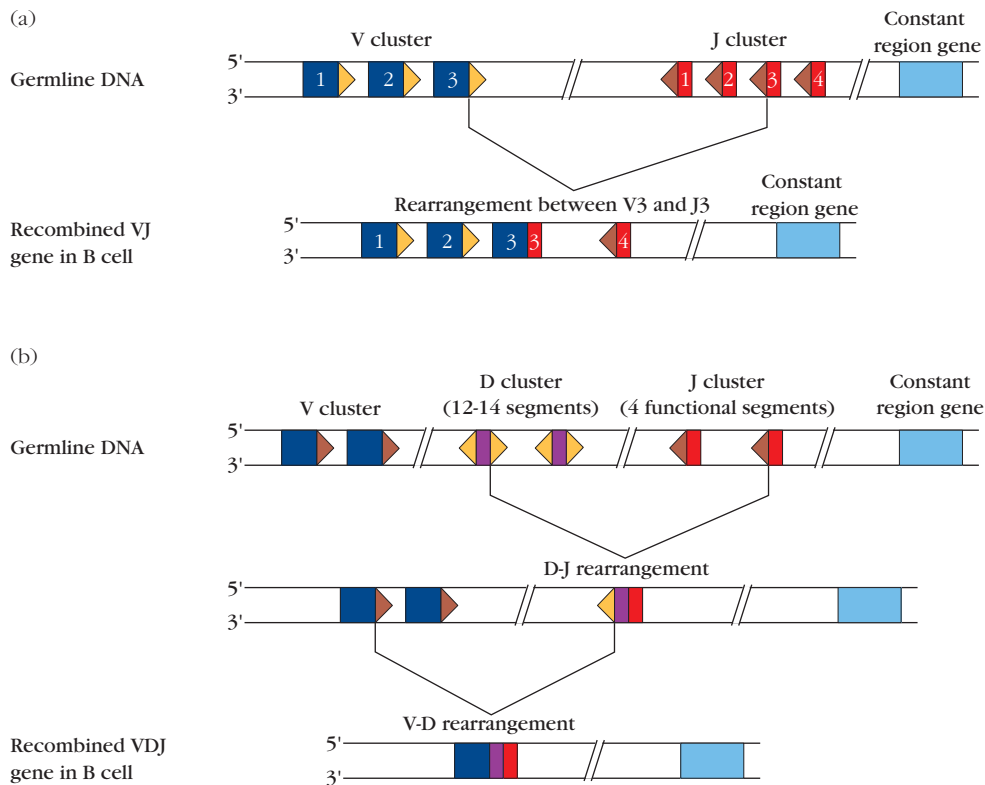 (a)
V cluster
J cluster
Constant
region gene
Germline DNA
5'
3'
1
2
3
1
2
3
4
Rearrangement between V3 and J3
Constant
region gene
Recombined VJ
gene in B cell
5'
3'
1
2
3
3
4
(b)
V cluster
D cluster
(12-14 segments)
J cluster
(4 functional segments)
Constant
region gene
Germline DNA
5'
3'
D-J rearrangement
5'
3'
V-D rearrangement
Recombined VDJ
gene in B cell
5'
3'